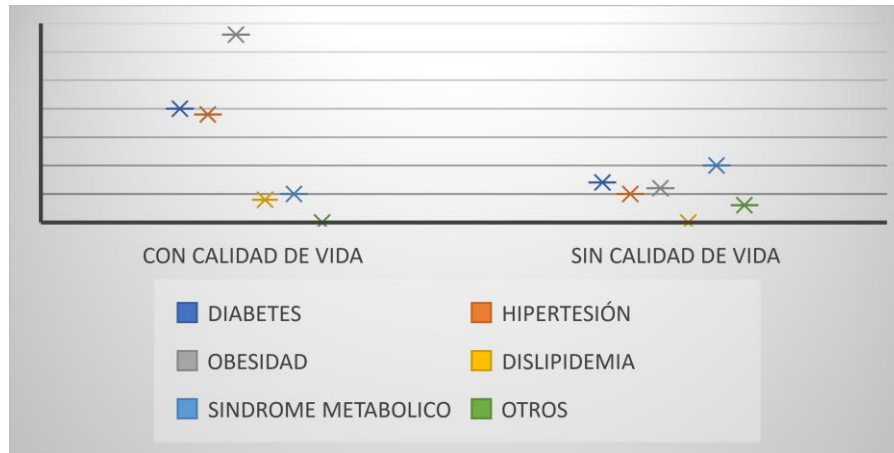 CON CALIDAD DE VIDA SIN CALIDAD DE VIDA
DIABETES HIPERTESIÓN
OBESIDAD DISLIPIDEMIA
SINDROME METABOLICO OTROS